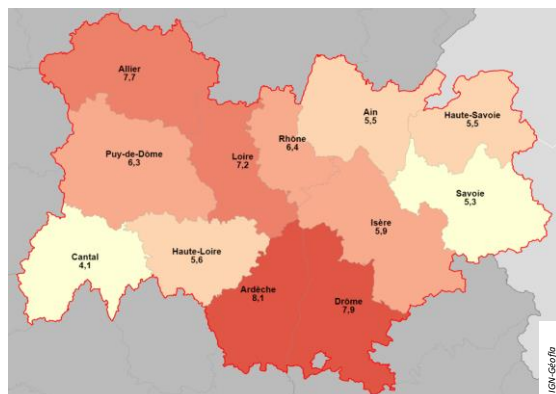 Allier
7,7
Ain
5,5
Haute-Savoie
5,5
Rhône
6,4
Puy-de-Dôme
6,3
Loire
7,2
Savoie
5,3
Isère
5,9
Haute-Loire
5,6
Cantal
4,1
Ardèche
8,1
Drôme
7,9
IGN-Géofla